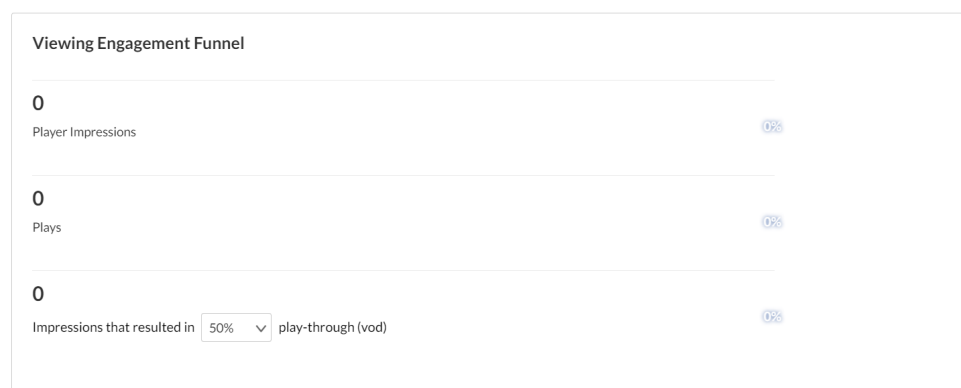 Viewing Engagement Funnel
0
Player Impressions
0%
0
Plays
0%
0
Impressions that resulted in 50% play-through (vod)
0%